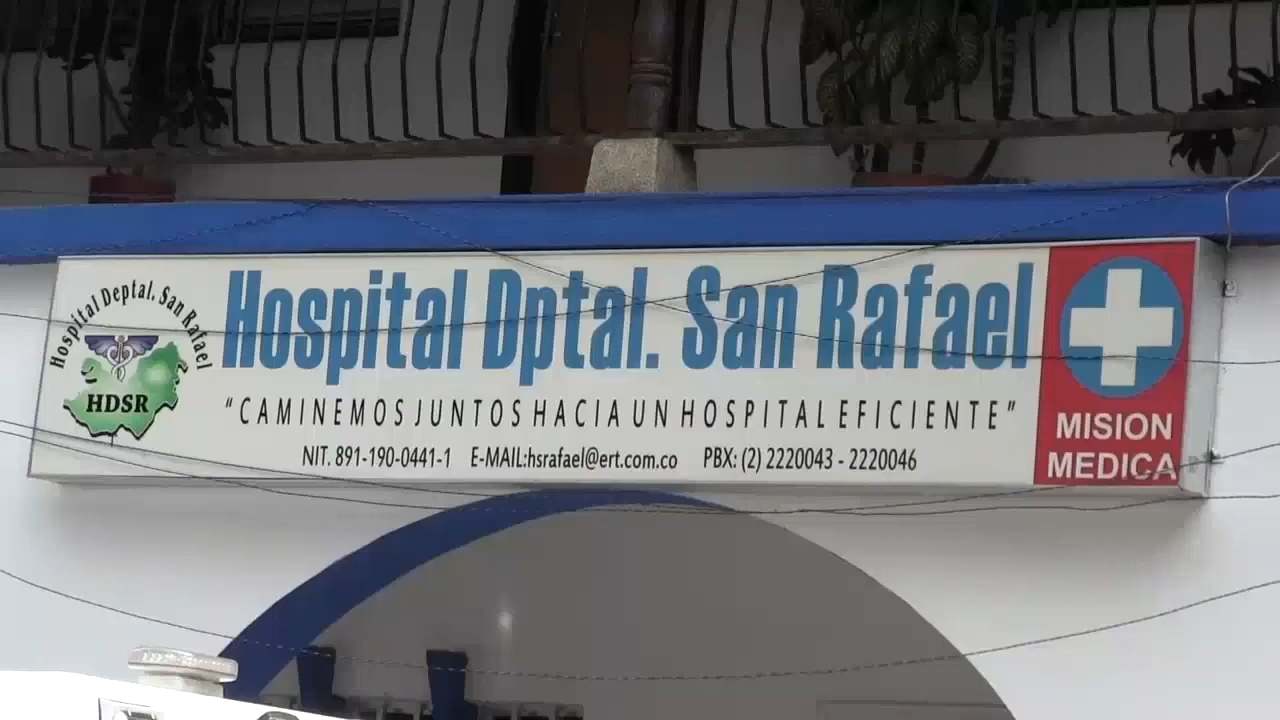 Hospital Deptal. San Rafael
HDSR
Hospital Dptal. San Rafael
"CAMINEMOS JUNTOS HACIA UN HOSPITAL EFICIENTE"
NIT. 891-190-0441-1 E-MAIL:hsrafael@ert.com.co PBX: (2) 2220043 - 2220046
MISION
MEDICA